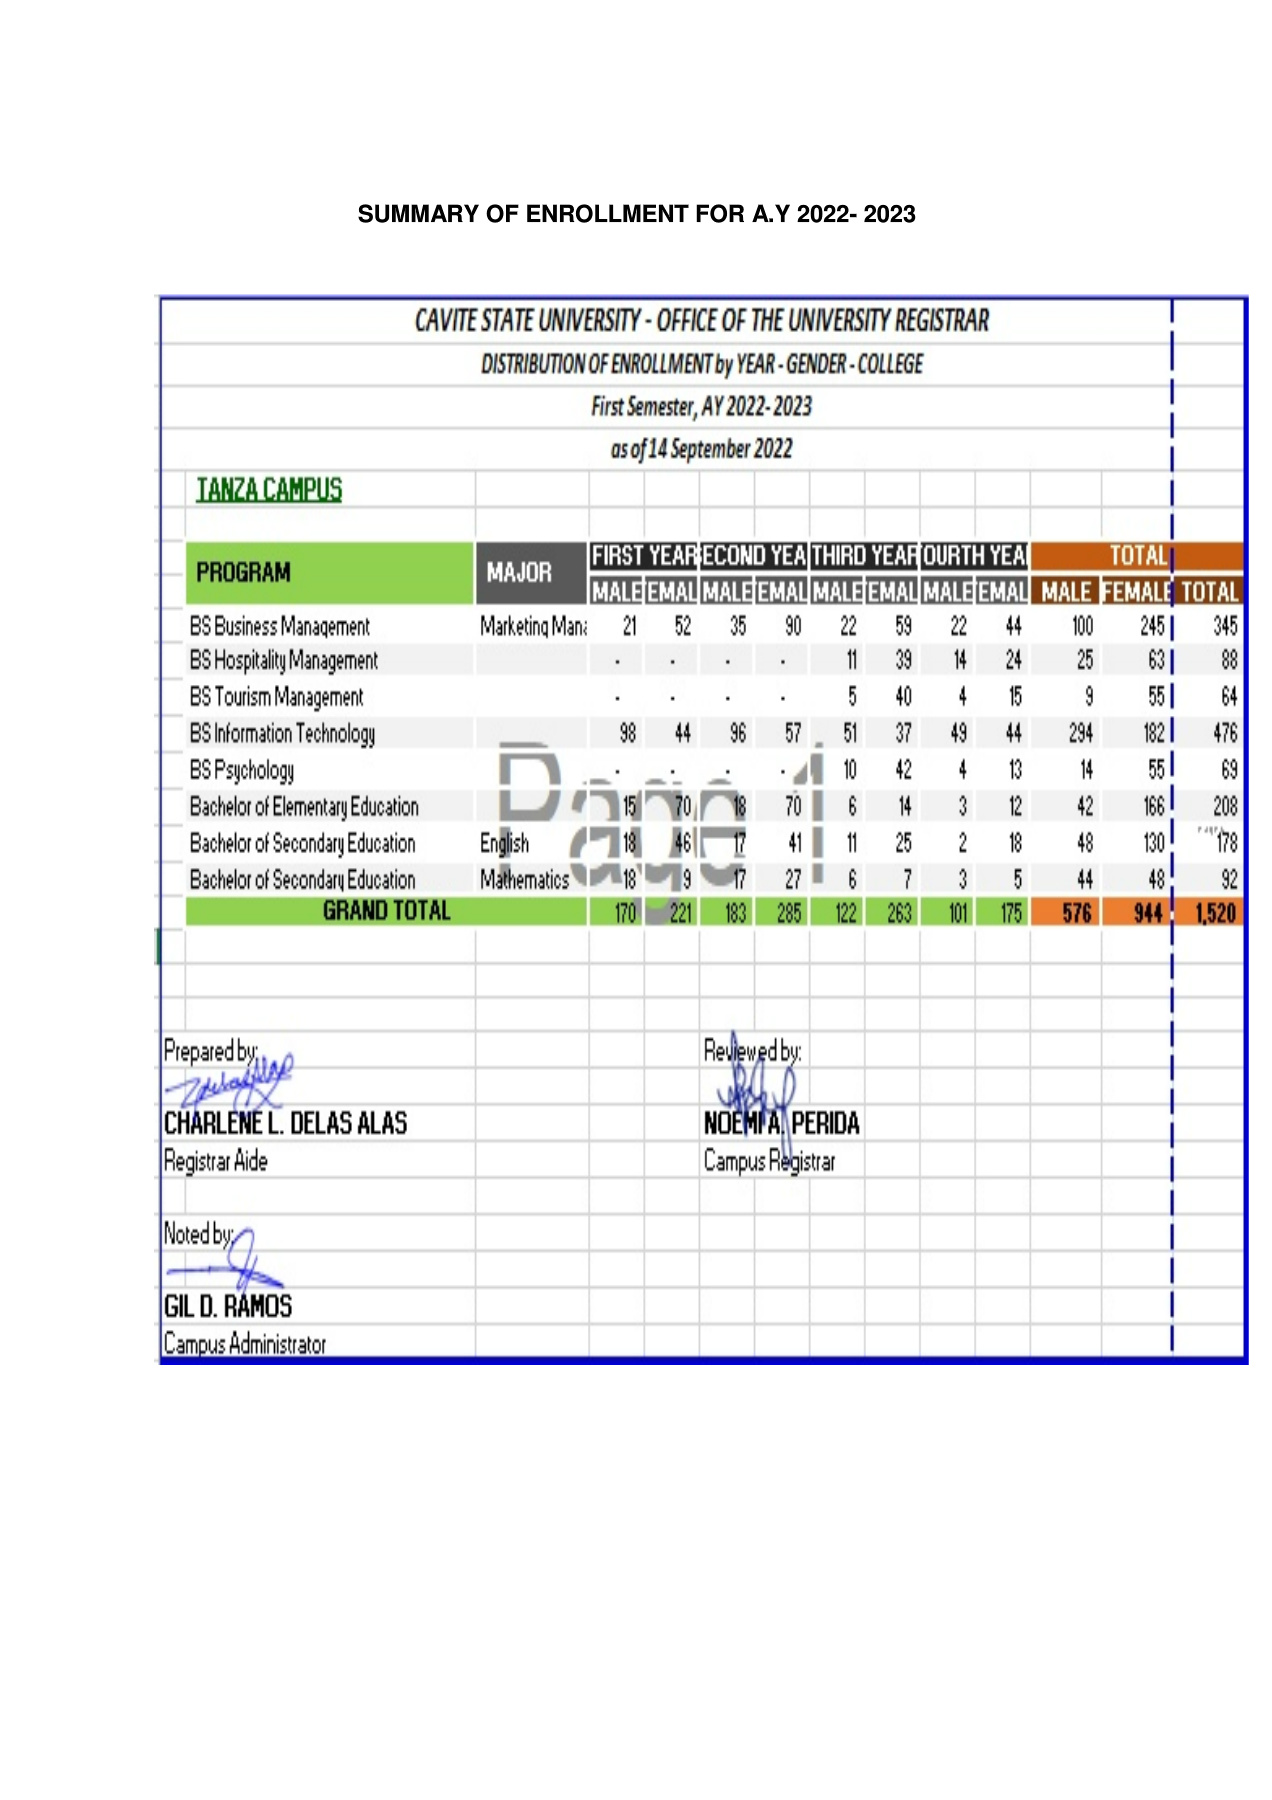 SUMMARY OF ENROLLMENT FOR A.Y 2022- 2023
CAVITE STATE UNIVERSITY - OFFICE OF THE UNIVERSITY REGISTRAR
DISTRIBUTION OF ENROLLMENT by YEAR - GENDER - COLLEGE
First Semester, AY 2022- 2023
as of 14 September 2022
TANZA CAMPUS
PROGRAM MAJOR FIRST YEAR ECOND YEA THIRD YEAR OURTH YEA TOTAL
MALE EMAL MALE EMAL MALE EMAL MALE EMAL MALE FEMALE TOTAL
BS Business Management Marketing Mana 21 52 35 90 22 59 22 44 100 245 345
BS Hospitality Management - - - - 11 39 14 24 25 63 88
BS Tourism Management - - - - 5 40 4 15 9 55 64
BS Information Technology 98 44 96 57 51 37 49 44 294 182 476
BS Psychology - - - - 10 42 4 13 14 55 69
Page 1
Bachelor of Elementary Education 15 70 18 70 6 14 3 12 42 166 208
Bachelor of Secondary Education English 18 46 17 41 11 25 2 18 48 130 178
Bachelor of Secondary Education Mathematics 18 9 17 27 6 7 3 5 44 48 92
GRAND TOTAL 170 221 183 285 122 263 101 175 576 944 1,520
Prepared by: Reviewed by:
CHARLENE L. DELAS ALAS NOEMI A. PERIDA
Registrar Aide Campus Registrar
Noted by:
GIL D. RAMOS
Campus Administrator